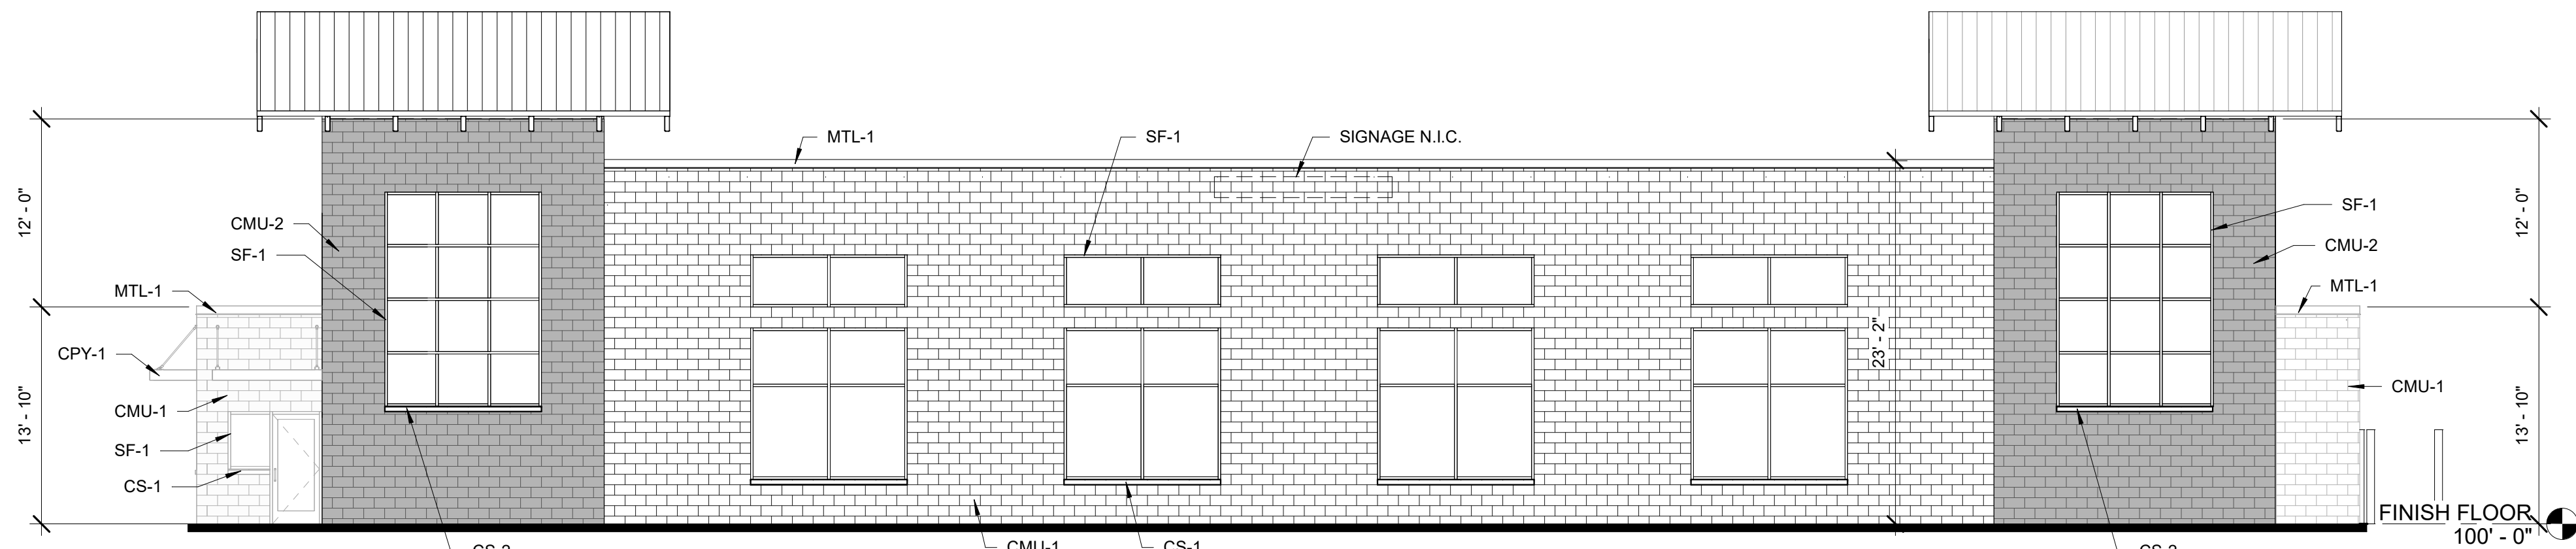 MTL-1
SF-1
SIGNAGE N.I.C.
12' - 0"
CMU-2
SF-1
MTL-1
CPY-1
CMU-1
SF-1
CS-1
13' - 10"
23' - 2"
SF-1
CMU-2
12' - 0"
MTL-1
CMU-1
13' - 10"
FINISH FLOOR
100' - 0"
CMU-1
CS-1